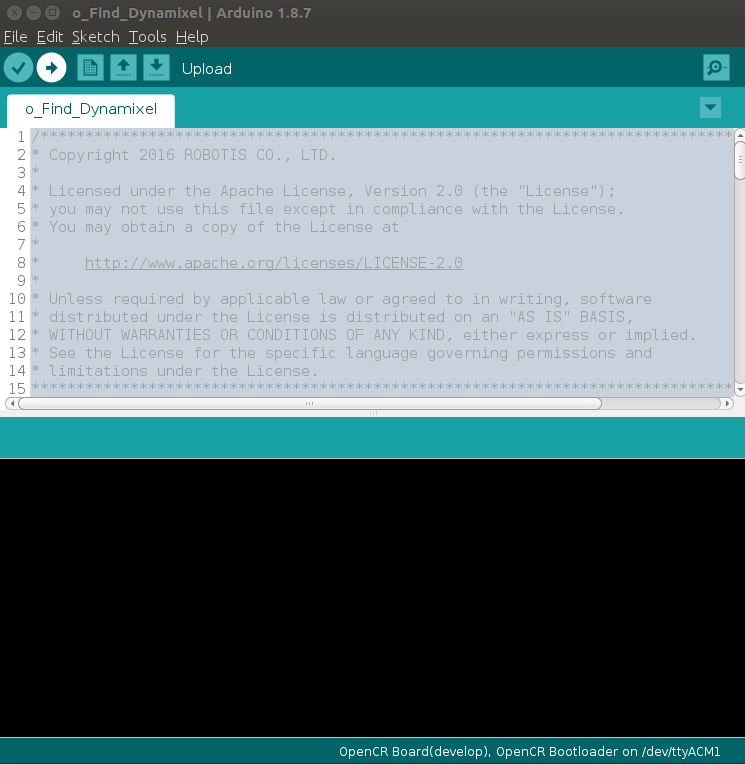 o_Find_Dynamixel | Arduino 1.8.7
File Edit Sketch Tools Help
Upload
o_Find_Dynamixel
1 /*******************************************************************************
2 * Copyright 2016 ROBOTIS CO., LTD.
3 *
4 * Licensed under the Apache License, Version 2.0 (the "License");
5 * you may not use this file except in compliance with the License.
6 * You may obtain a copy of the License at
7 *
8 *     http://www.apache.org/licenses/LICENSE-2.0
9 *
10 * Unless required by applicable law or agreed to in writing, software
11 * distributed under the License is distributed on an "AS IS" BASIS,
12 * WITHOUT WARRANTIES OR CONDITIONS OF ANY KIND, either express or implied.
13 * See the License for the specific language governing permissions and
14 * limitations under the License.
15 *******************************************************************************
OpenCR Board(develop), OpenCR Bootloader on /dev/ttyACM1